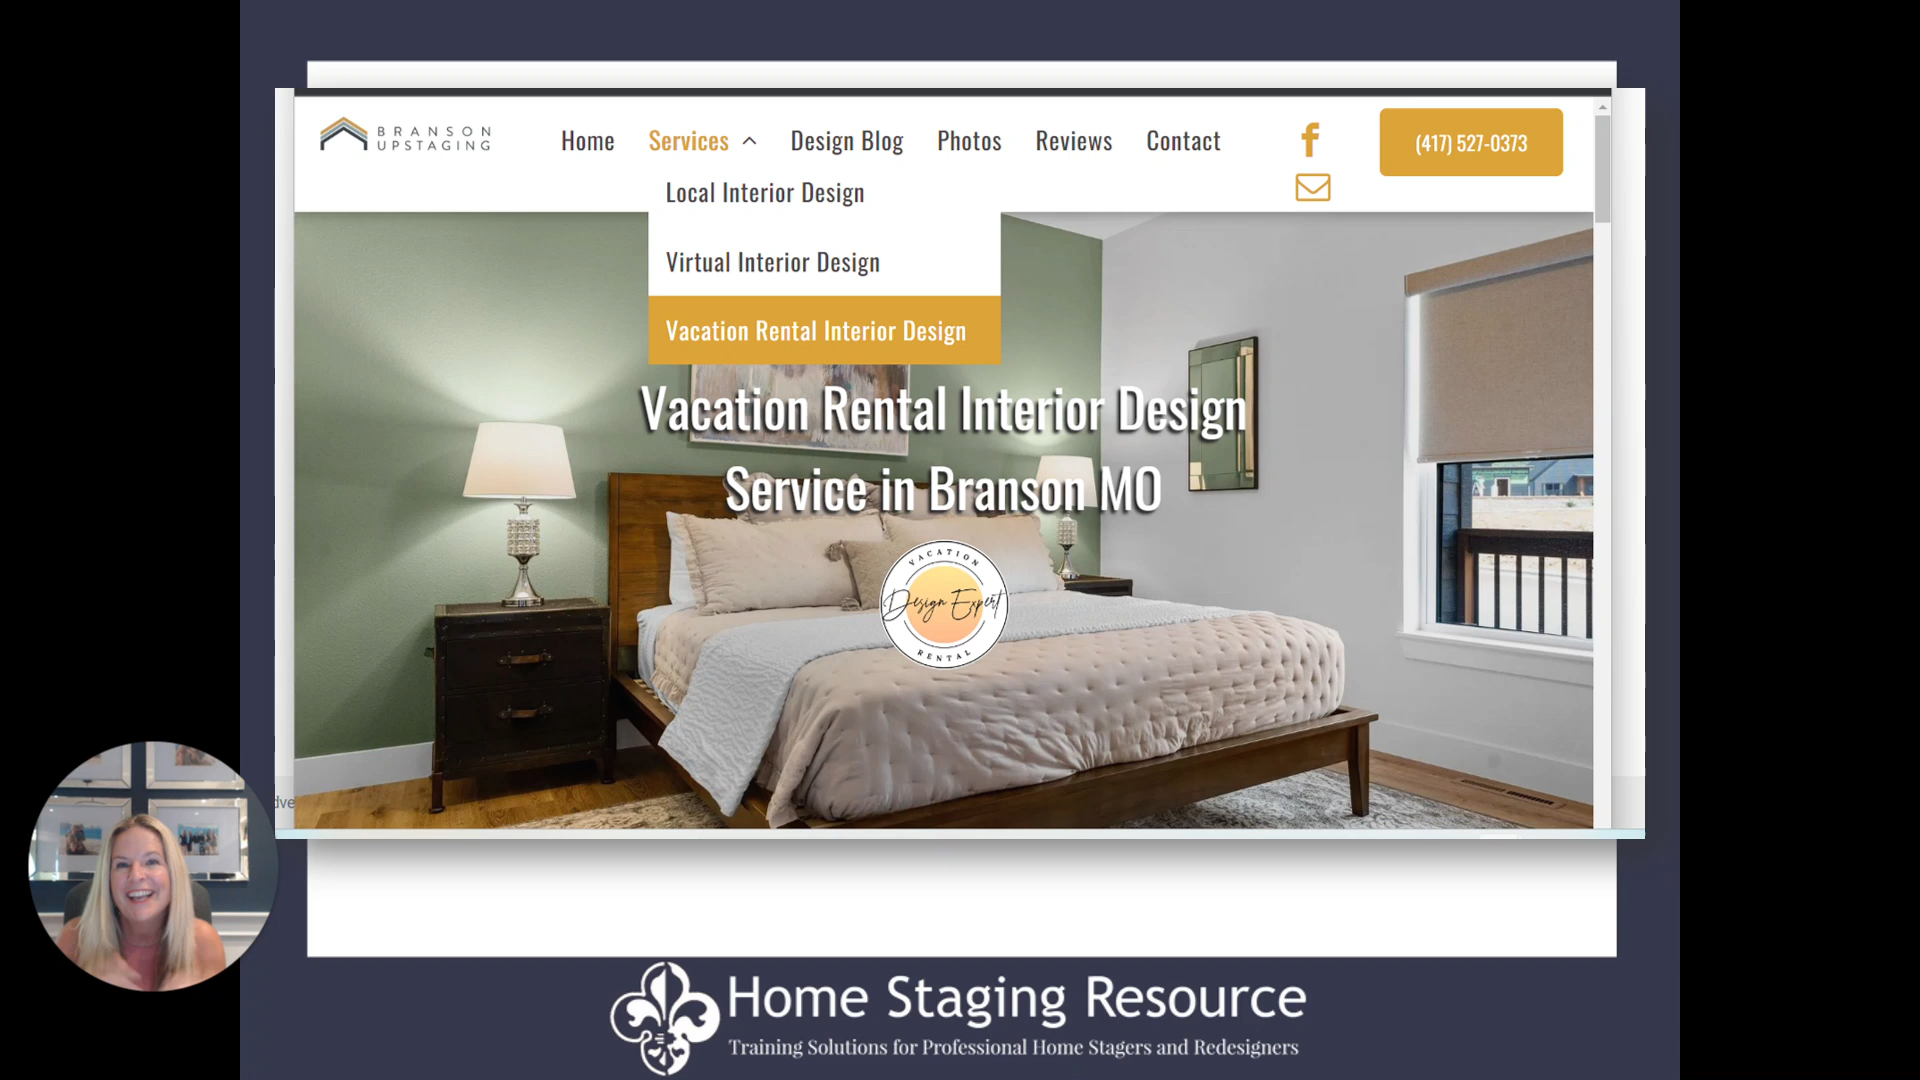 BRANSON
UPSTAGING
Home
Services
Design Blog
Photos
Reviews
Contact
(417) 527-0373
Local Interior Design
Virtual Interior Design
Vacation Rental Interior Design
Vacation Rental Interior Design
Service in Branson MO
VACATION
Design Expert
RENTAL
dve
Home Staging Resource
Training Solutions for Professional Home Stagers and Redesigners